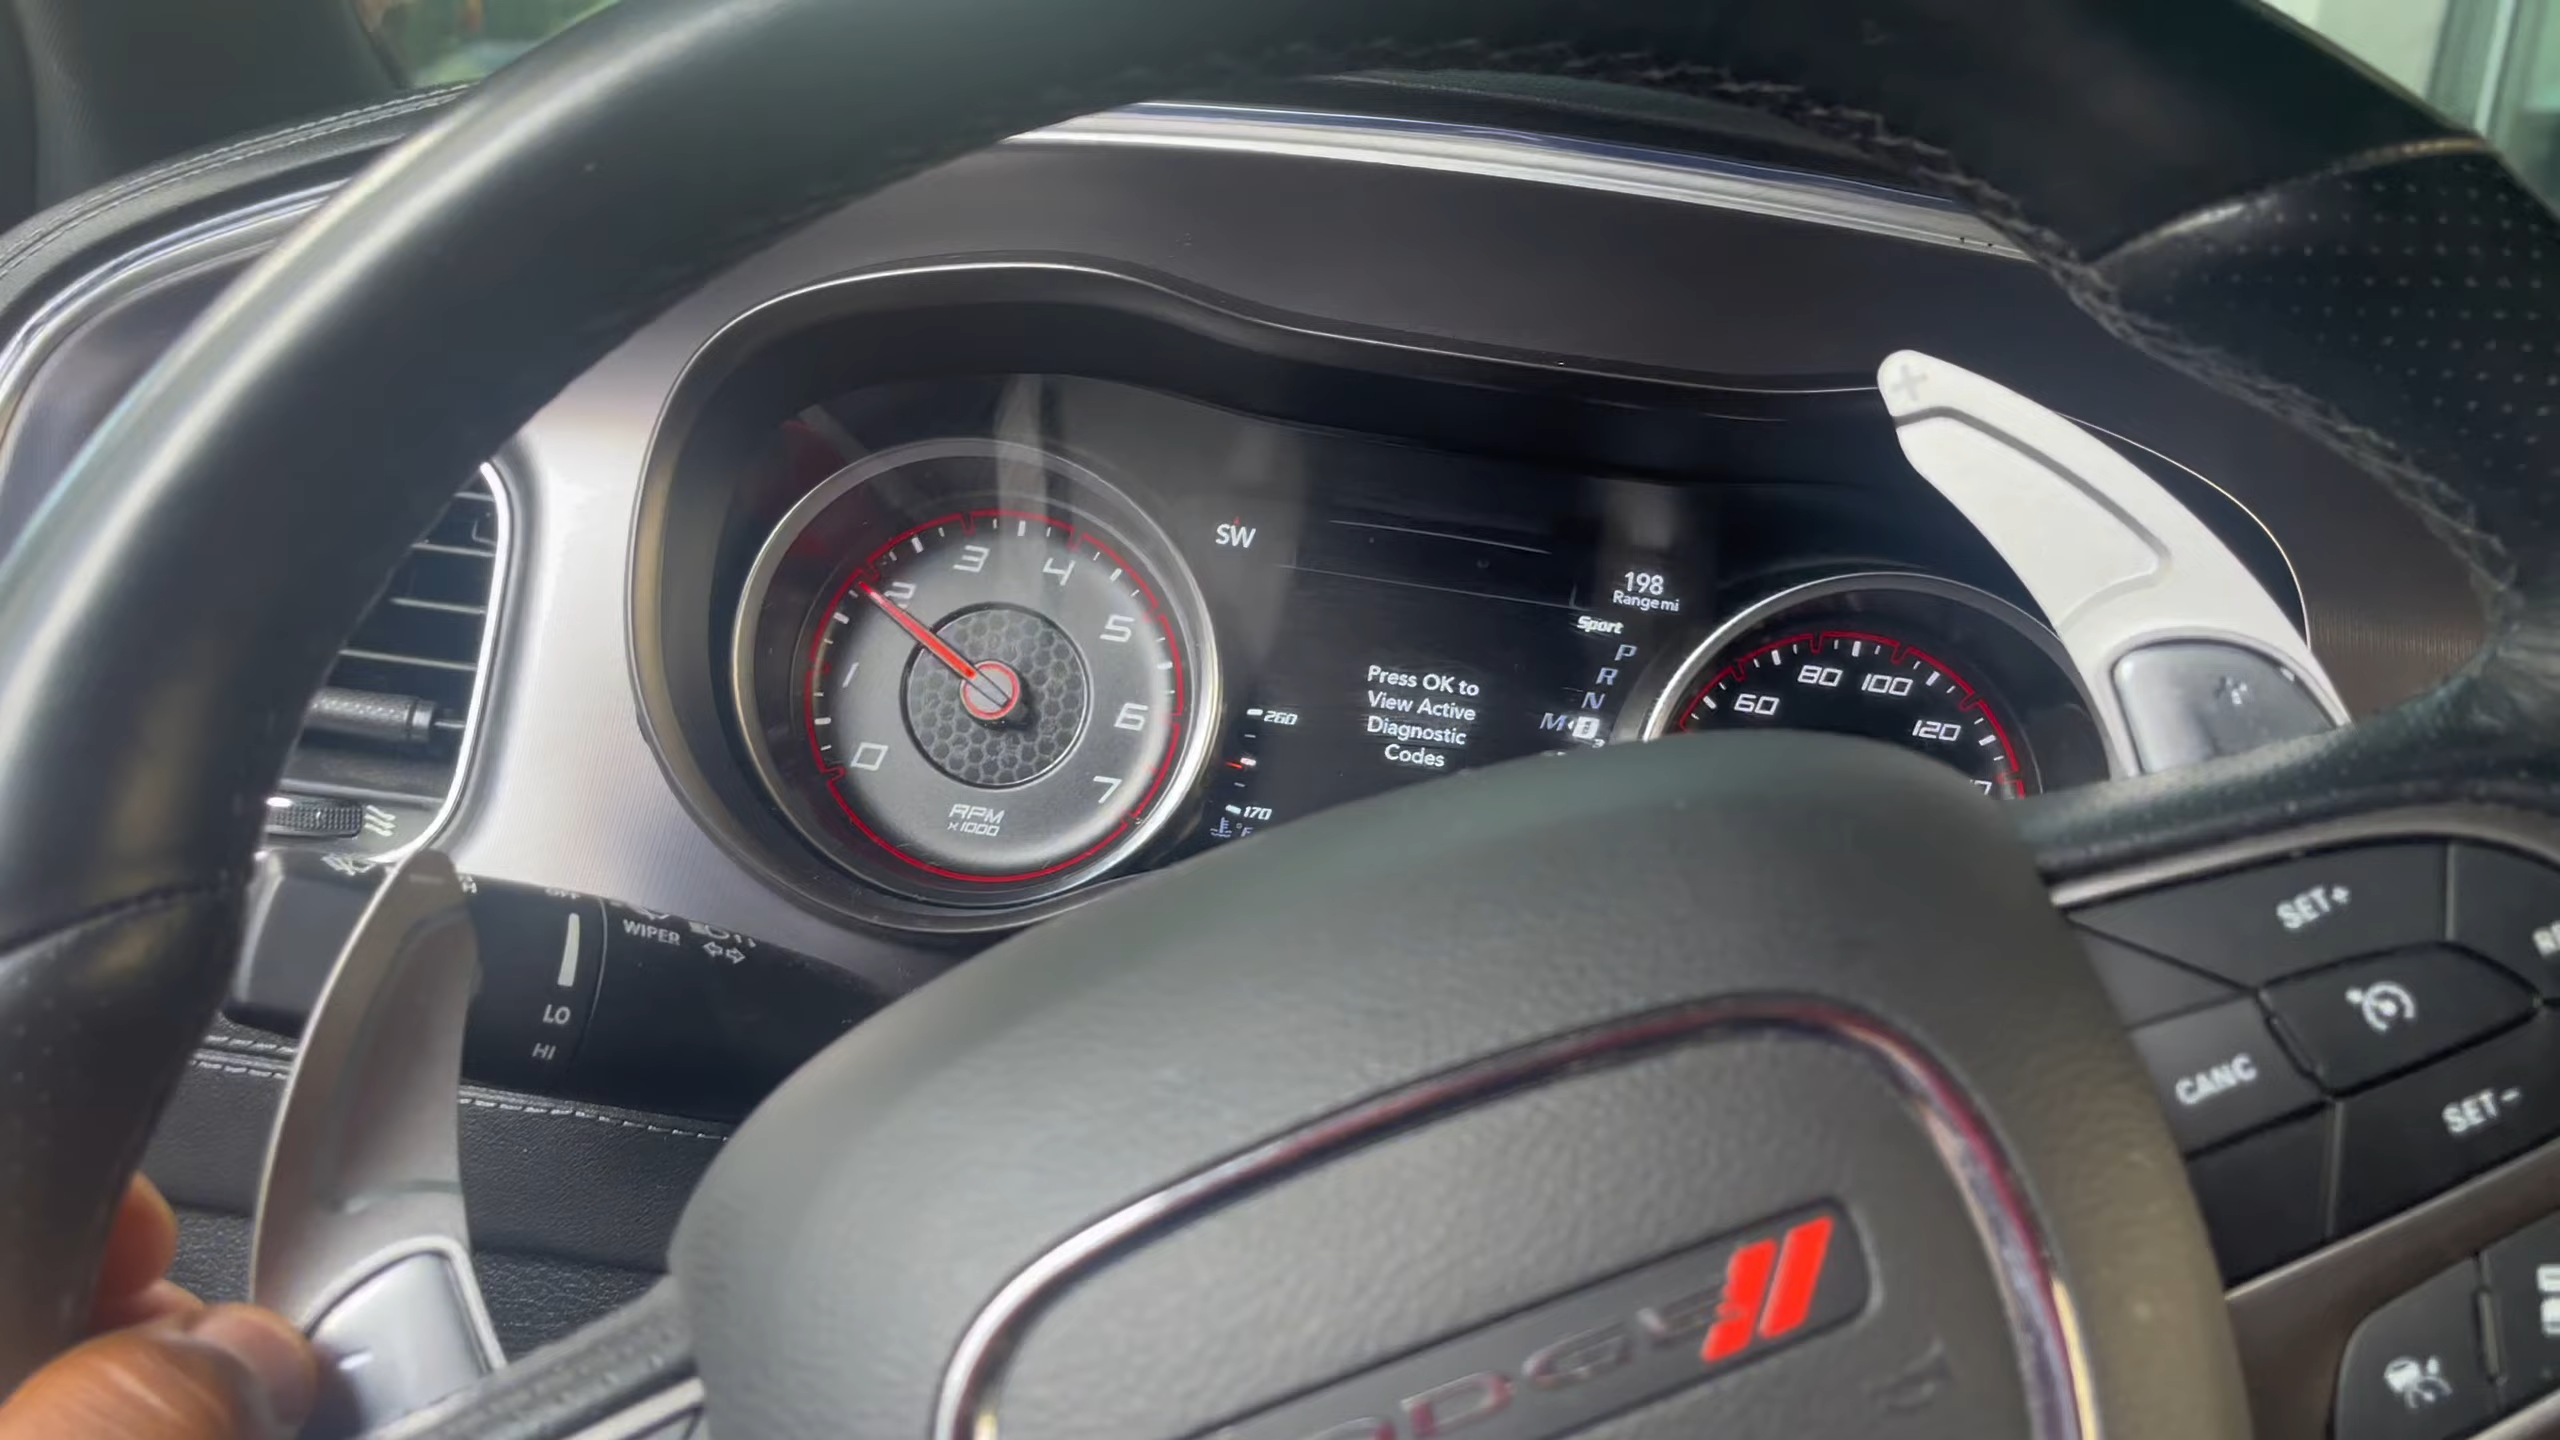 SW
198
Range mi
Sport
P
R
N
M
Press OK to
View Active
Diagnostic
Codes
0
1
2
3
4
5
6
7
RPM
x1000
260
170
°F
60
80
100
120
WIPER
LO
HI
SET+
CANC
SET-